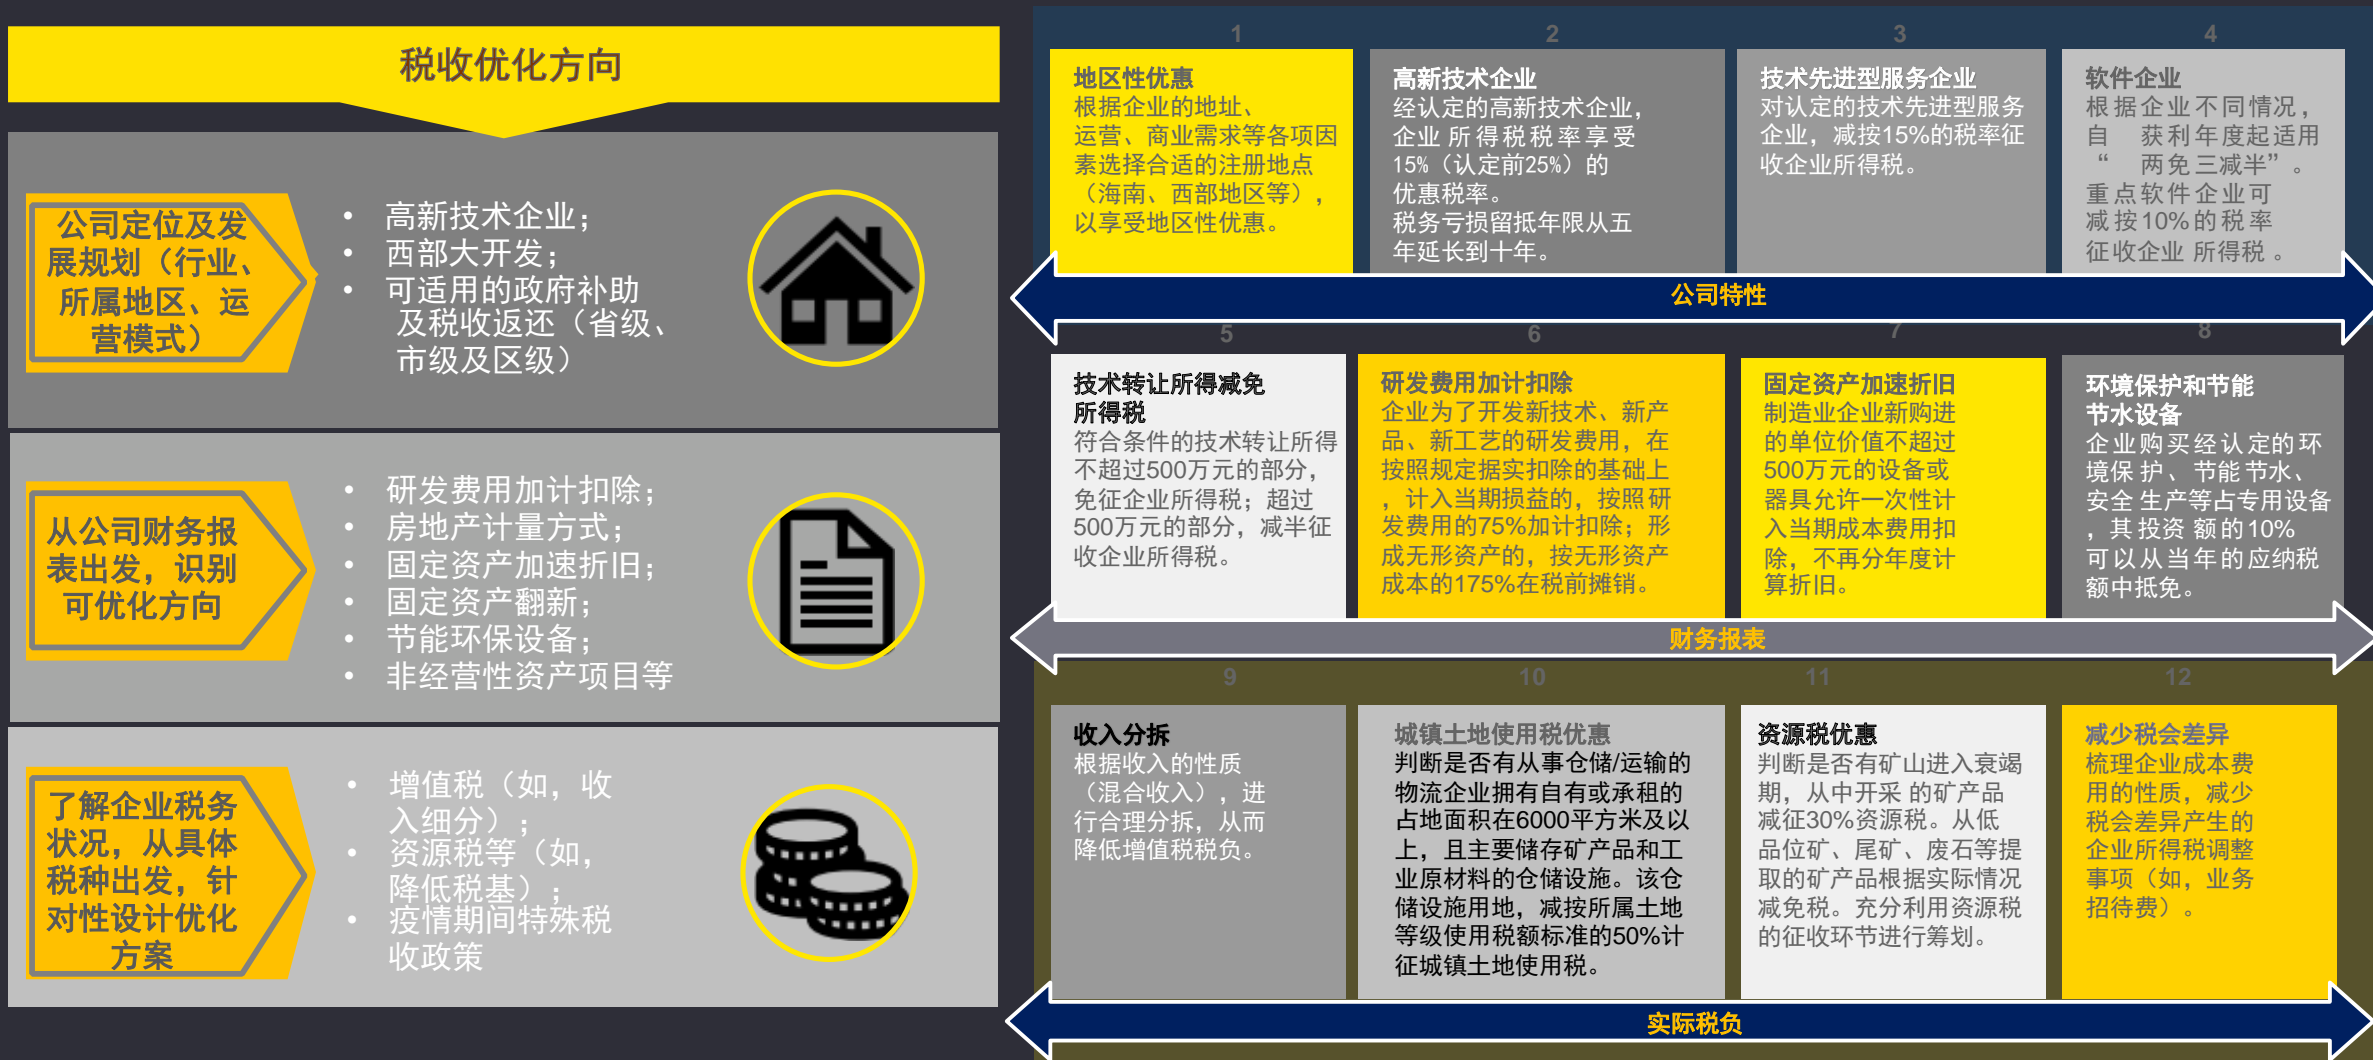 税收优化方向
公司定位及发
展规划（行业、
所属地区、运
营模式）
• 高新技术企业；
• 西部大开发；
• 可适用的政府补助
及税收返还（省级、
市级及区级）
从公司财务报
表出发，识别
可优化方向
• 研发费用加计扣除；
• 房地产计量方式；
• 固定资产加速折旧；
• 固定资产翻新；
• 节能环保设备；
• 非经营性资产项目等
了解企业税务
状况，从具体
税种出发，针
对性设计优化
方案
• 增值税（如，收
入细分）；
• 资源税等（如，
降低税基）；
• 疫情期间特殊税
收政策
1
地区性优惠
根据企业的地址、
运营、商业需求等各项因
素选择合适的注册地点
（海南、西部地区等），
以享受地区性优惠。
2
高新技术企业
经认定的高新技术企业，
企业 所得税税率享受
15%（认定前25%）的
优惠税率。
税务亏损留抵年限从五
年延长到十年。
3
技术先进型服务企业
对认定的技术先进型服务
企业，减按15%的税率征
收企业所得税。
4
软件企业
根据企业不同情况，
自 获利年度起适用
“ 两免三减半”。
重点软件企业可
减按10%的税率
征收企业 所得税 。
公司特性
5
技术转让所得减免
所得税
符合条件的技术转让所得
不超过500万元的部分，
免征企业所得税；超过
500万元的部分，减半征
收企业所得税。
6
研发费用加计扣除
企业为了开发新技术、新产
品、新工艺的研发费用，在
按照规定据实扣除的基础上
，计入当期损益的，按照研
发费用的75%加计扣除；形
成无形资产的，按无形资产
成本的175%在税前摊销。
7
固定资产加速折旧
制造业企业新购进
的单位价值不超过
500万元的设备或
器具允许一次性计
入当期成本费用扣
除，不再分年度计
算折旧。
8
环境保护和节能
节水设备
企业购买经认定的环
境保 护、节能节水、
安全 生产等占专用设备
，其投资 额的10%
可以从当年的应纳税
额中抵免。
财务报表
9
收入分拆
根据收入的性质
（混合收入），进
行合理分拆，从而
降低增值税税负。
10
城镇土地使用税优惠
判断是否有从事仓储/运输的
物流企业拥有自有或承租的
占地面积在6000平方米及以
上，且主要储存矿产品和工
业原材料的仓储设施。该仓
储设施用地，减按所属土地
等级使用税额标准的50%计
征城镇土地使用税。
11
资源税优惠
判断是否有矿山进入衰竭
期，从中开采 的矿产品
减征30%资源税。从低
品位矿、尾矿、废石等提
取的矿产品根据实际情况
减免税。充分利用资源税
的征收环节进行筹划。
12
减少税会差异
梳理企业成本费
用的性质，减少
税会差异产生的
企业所得税调整
事项（如，业务
招待费）。
实际税负